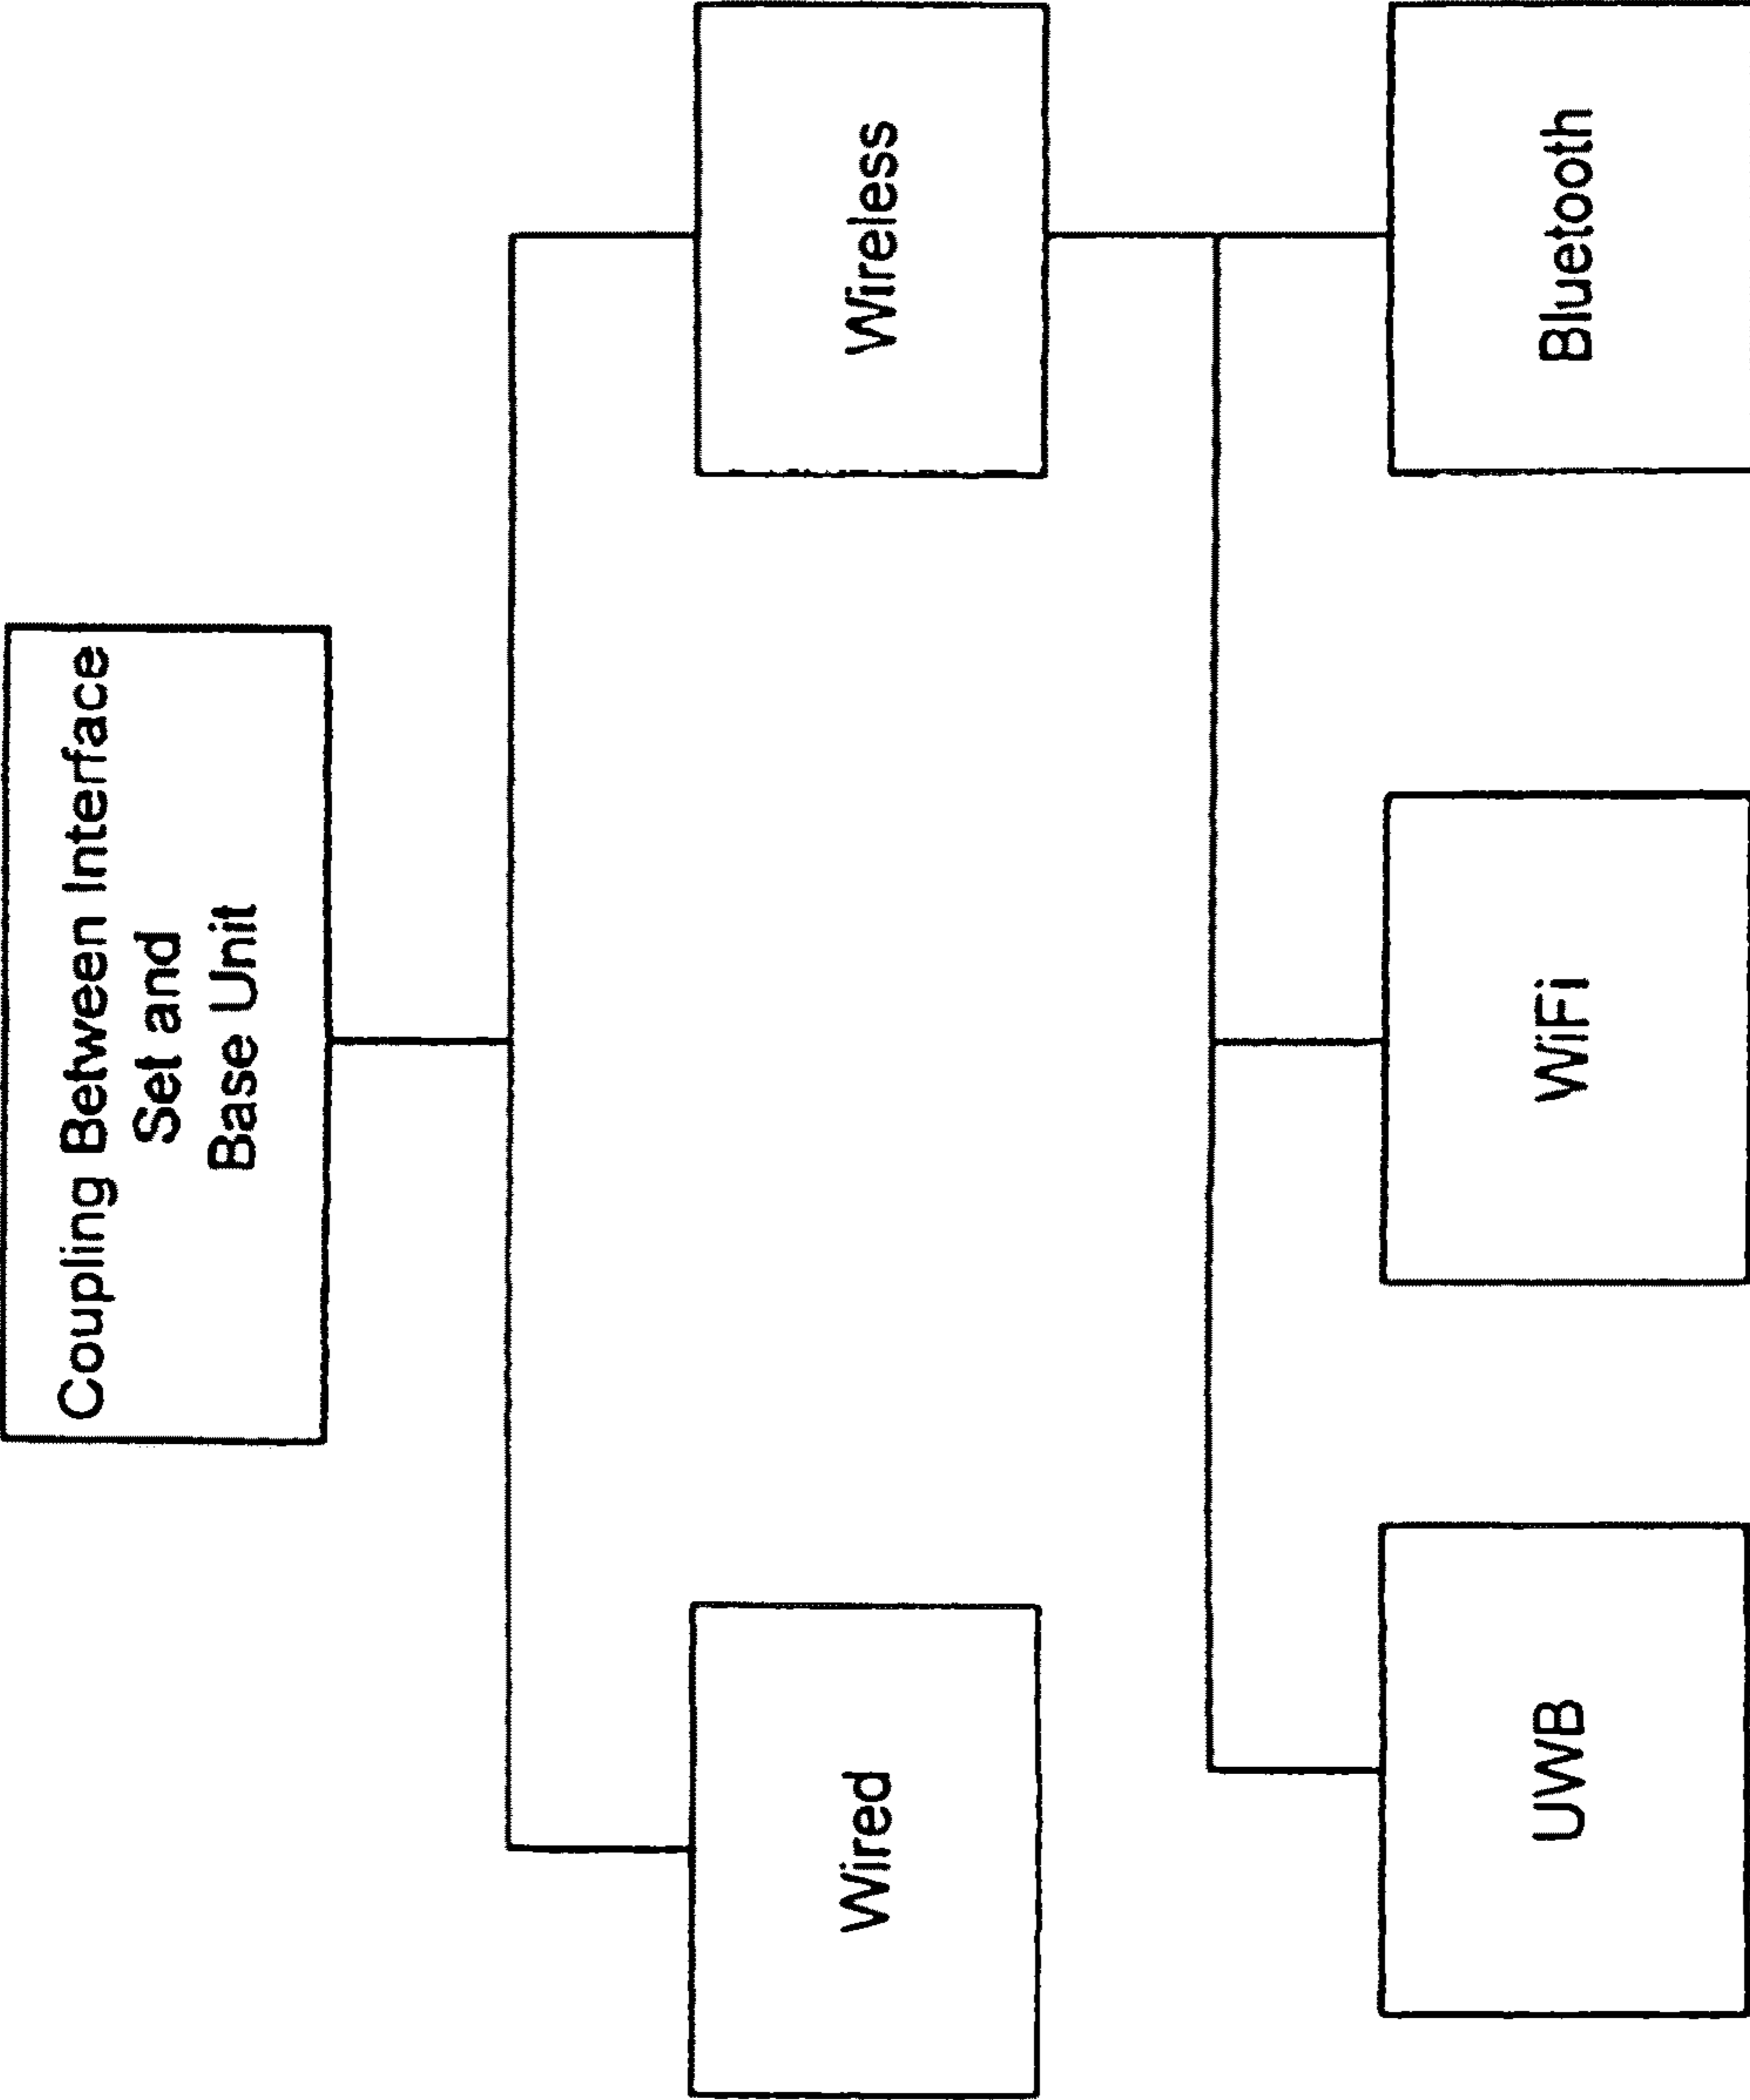 Coupling Between Interface
Set and
Base Unit
Wired
Wireless
UWB
WiFi
Bluetooth